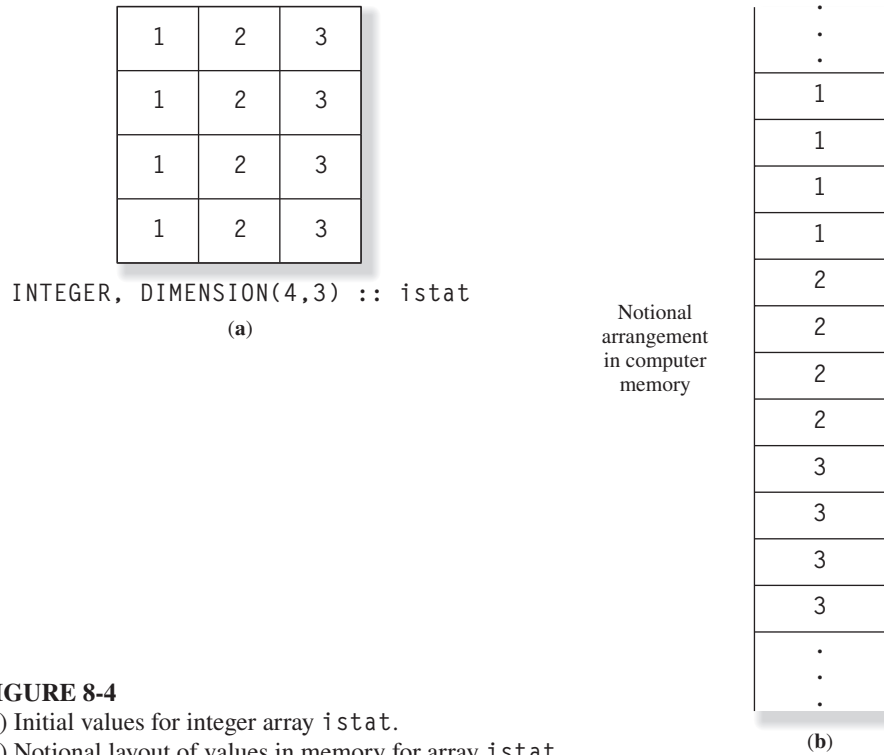 1 2 3
1 2 3
1 2 3
1 2 3
INTEGER, DIMENSION(4,3) :: istat
(a)
Notional
arrangement
in computer
memory
.
.
.
1
1
1
1
2
2
2
2
3
3
3
3
.
.
.
(b)
IGURE 8-4
) Initial values for integer array istat.
) Notional layout of values in memory for array istat